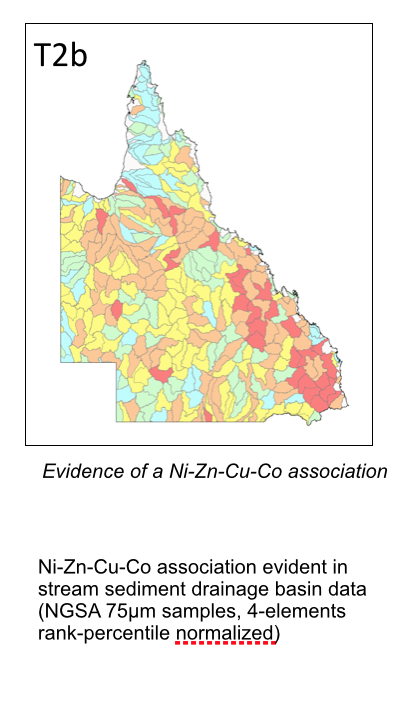 T2b
Evidence of a Ni-Zn-Cu-Co association
Ni-Zn-Cu-Co association evident in
stream sediment drainage basin data
(NGSA 75µm samples, 4-elements
rank-percentile normalized)